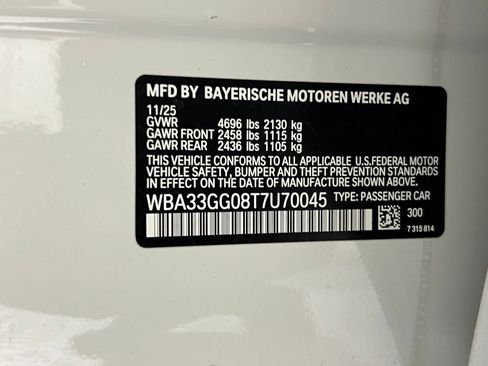 MFD BY BAYERISCHE MOTOREN WERKE AG
11/25
GVWR 4696 lbs 2130 kg
GAWR FRONT 2458 lbs 1115 kg
GAWR REAR 2436 lbs 1105 kg
THIS VEHICLE CONFORMS TO ALL APPLICABLE U.S.FEDERAL MOTOR
VEHICLE SAFETY, BUMPER AND THEFT PREVENTION STANDARDS
IN EFFECT ON THE DATE OF MANUFACTURE SHOWN ABOVE.
WBA33GG08T7U70045 TYPE: PASSENGER CAR
300
7 315 814